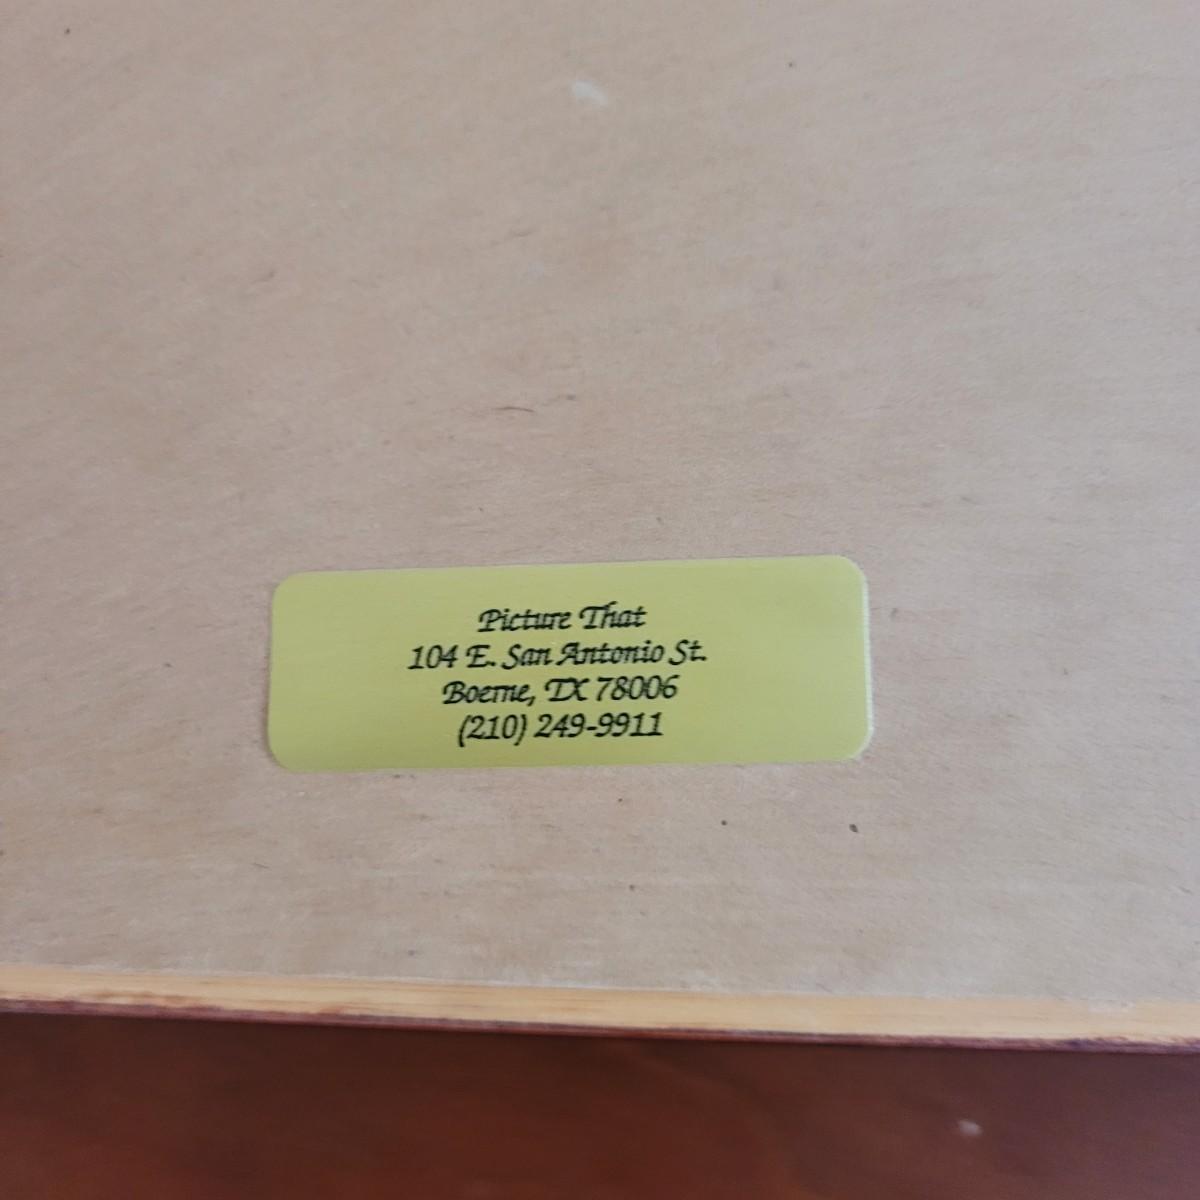 Picture That
104 E. San Antonio St.
Boerne, TX 78006
(210) 249-9911